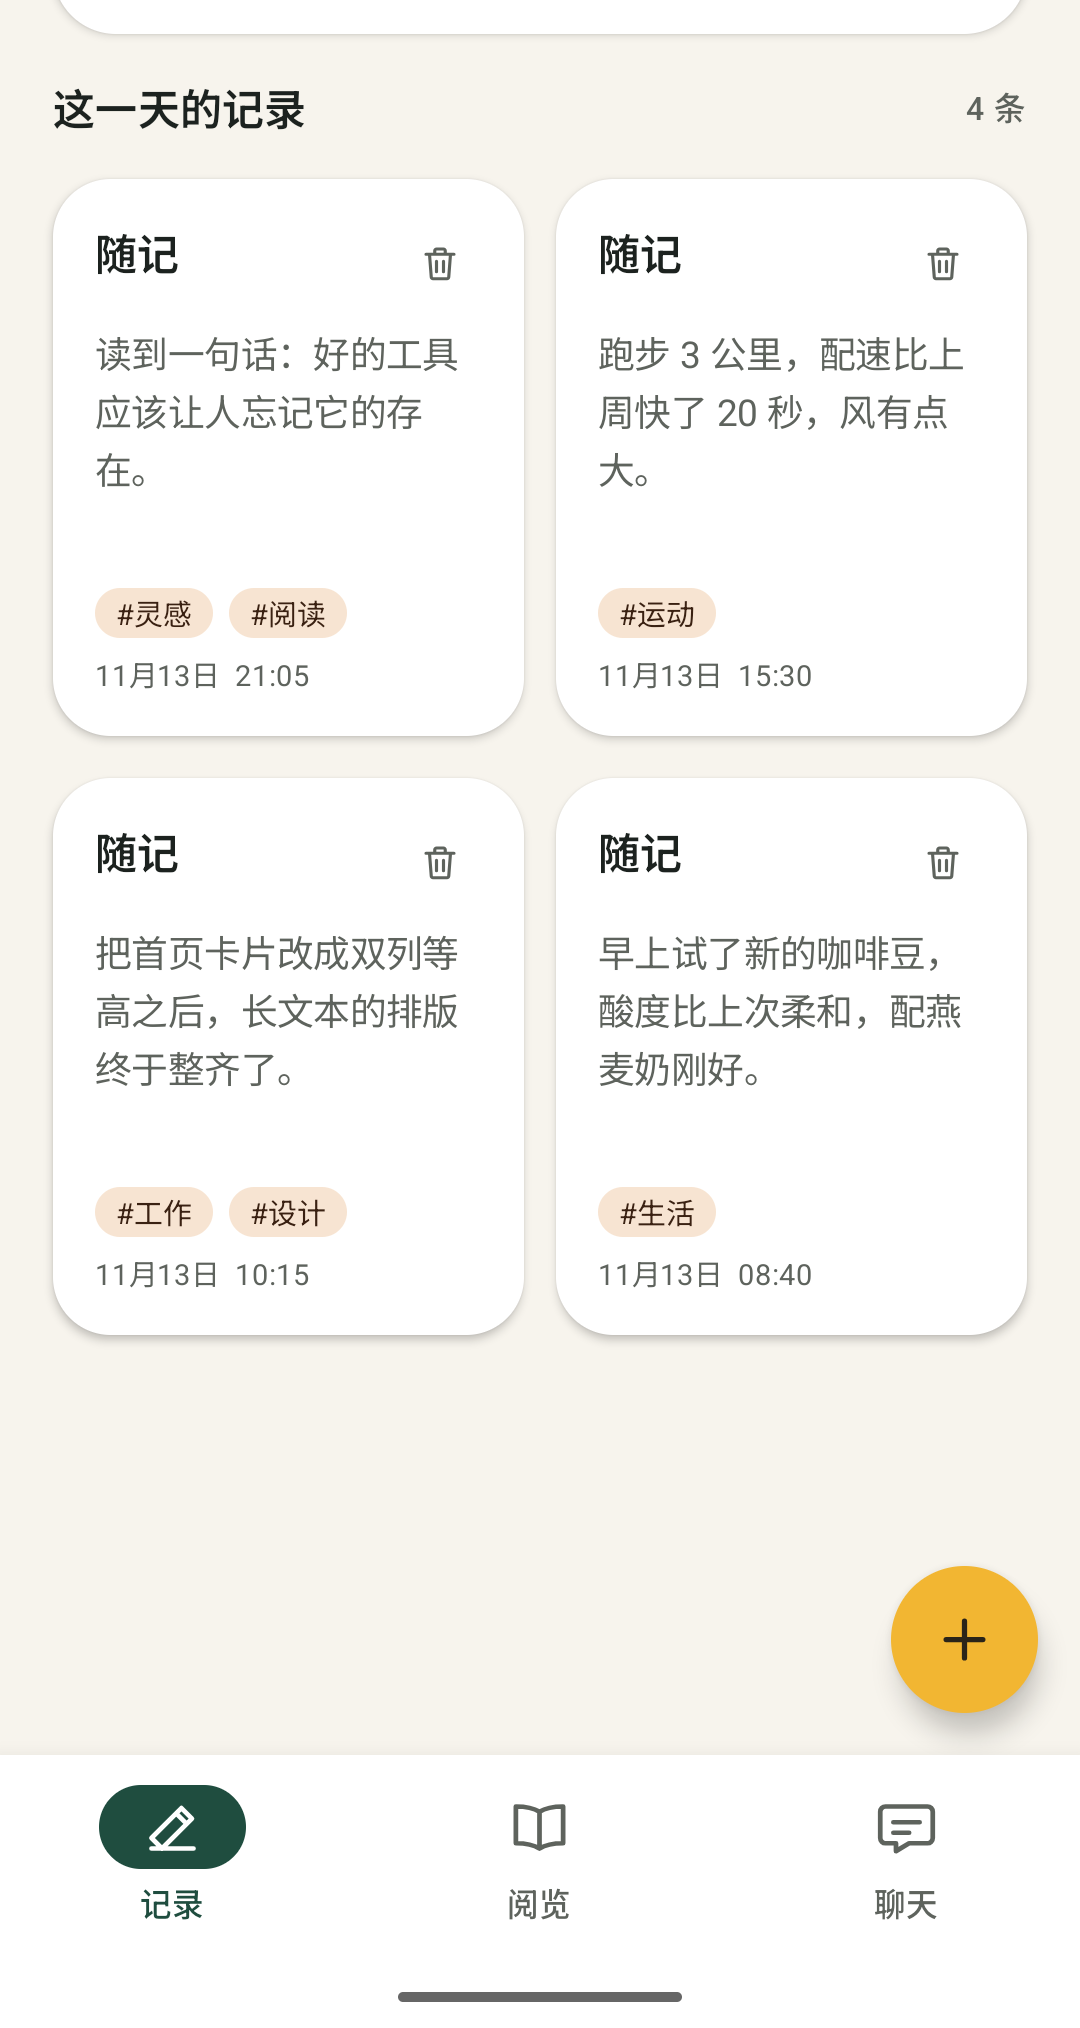 这一天的记录
4 条
随记
读到一句话：好的工具
应该让人忘记它的存
在。
#灵感 #阅读
11月13日 21:05
随记
跑步 3 公里，配速比上
周快了 20 秒，风有点
大。
#运动
11月13日 15:30
随记
把首页卡片改成双列等
高之后，长文本的排版
终于整齐了。
#工作 #设计
11月13日 10:15
随记
早上试了新的咖啡豆，
酸度比上次柔和，配燕
麦奶刚好。
#生活
11月13日 08:40
记录
阅览
聊天